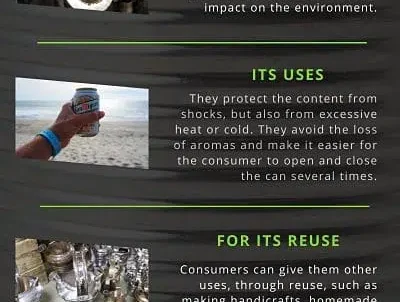 impact on the environment.
ITS USES
They protect the content from
shocks, but also from excessive
heat or cold. They avoid the loss
of aromas and make it easier for
the consumer to open and close
the can several times.
FOR ITS REUSE
Consumers can give them other
uses, through reuse, such as
making handicrafts, homemade